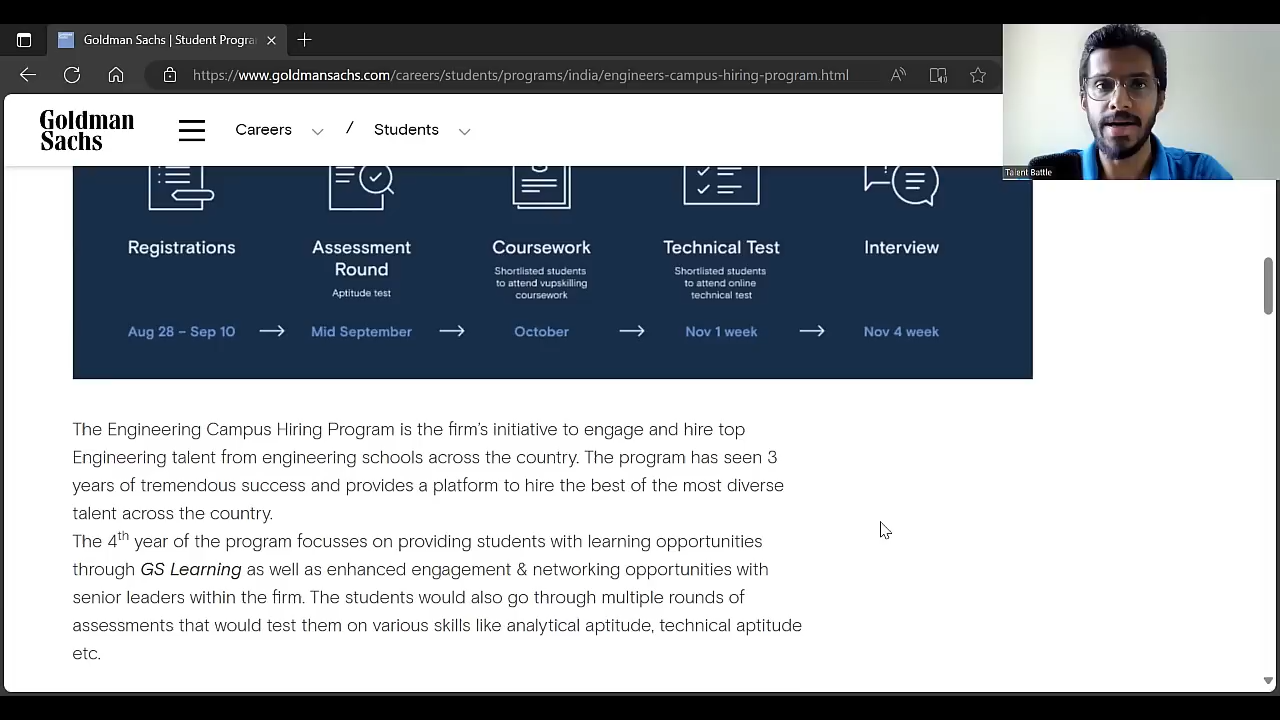 Goldman Sachs | Student Progra
https://www.goldmansachs.com/careers/students/programs/india/engineers-campus-hiring-program.html
Talent Battle
Goldman
Sachs
Careers / Students
Registrations
Assessment
Round
Aptitude test
Coursework
Shortlisted students
to attend vupskilling
coursework
Technical Test
Shortlisted students
to attend online
technical test
Interview
Aug 28 – Sep 10 → Mid September → October → Nov 1 week → Nov 4 week
The Engineering Campus Hiring Program is the firm's initiative to engage and hire top
Engineering talent from engineering schools across the country. The program has seen 3
years of tremendous success and provides a platform to hire the best of the most diverse
talent across the country.
The 4th year of the program focusses on providing students with learning opportunities
through GS Learning as well as enhanced engagement & networking opportunities with
senior leaders within the firm. The students would also go through multiple rounds of
assessments that would test them on various skills like analytical aptitude, technical aptitude
etc.